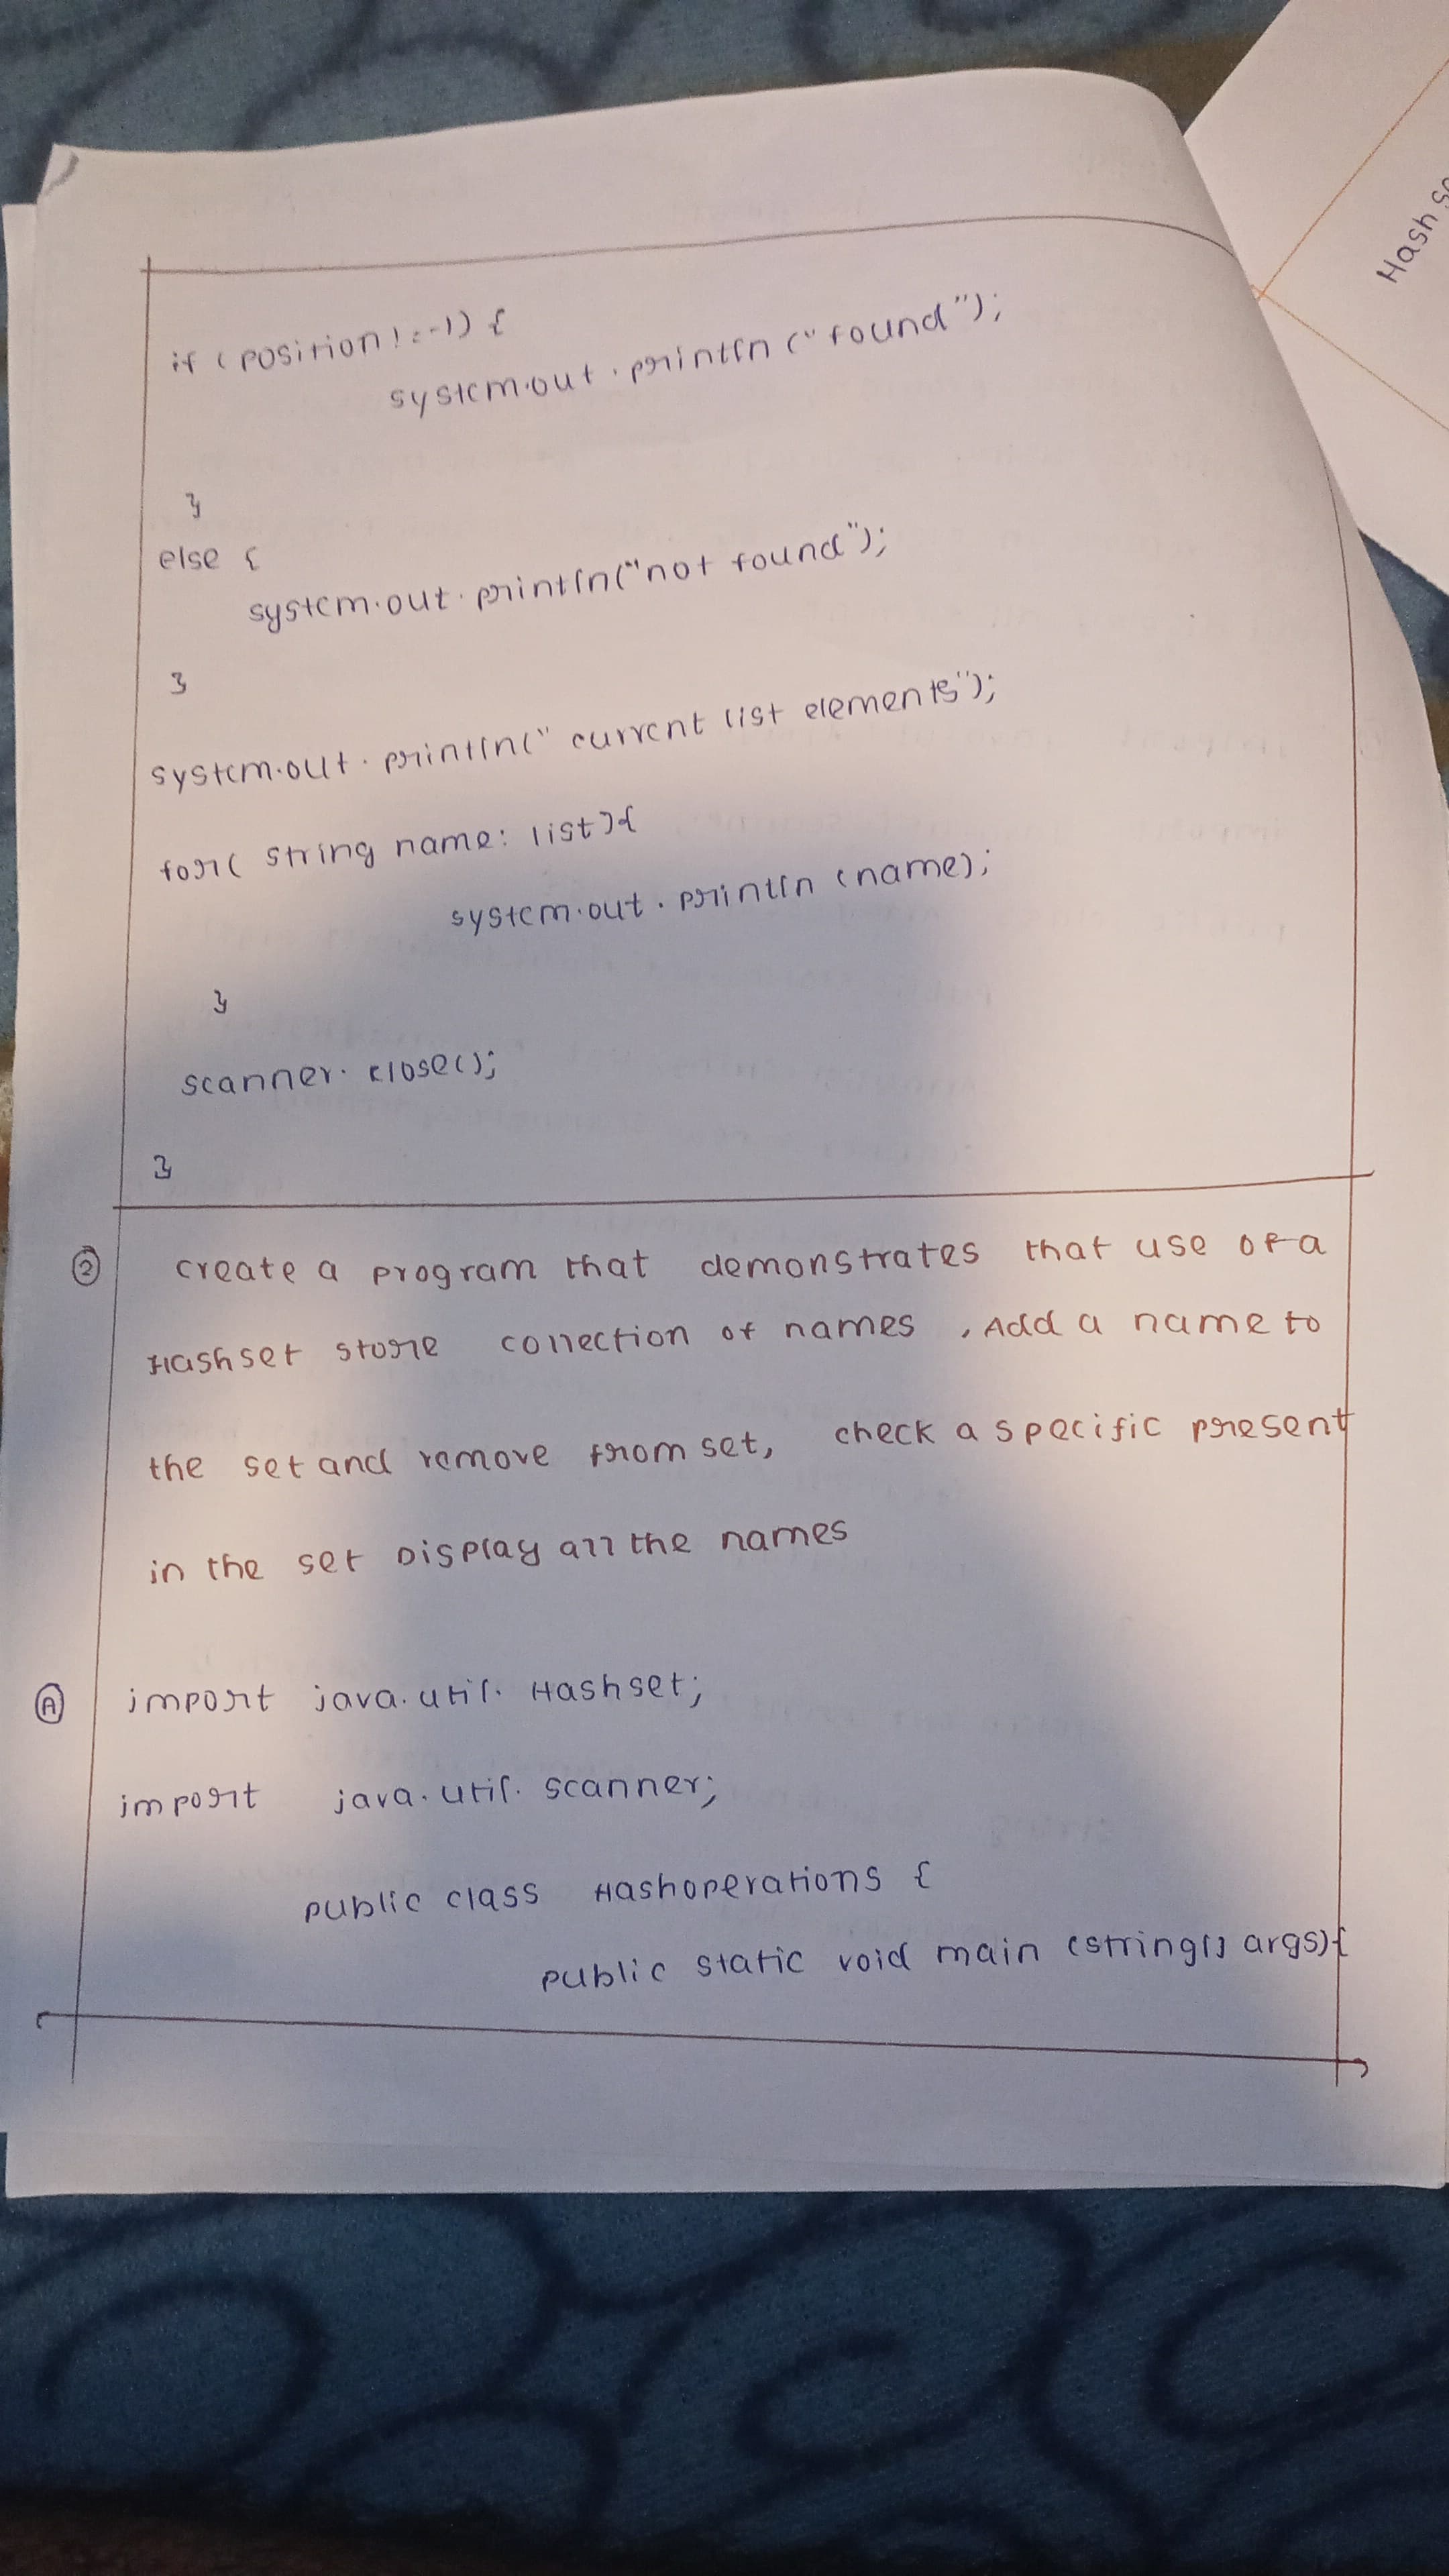 Hash
if (position!=-1) {
system.out.println("found");
}
else {
system.out.println("not found");
}
system.out.println("current list elements");
for( string name: list){
system.out.println (name);
}
scanner.close();
}
② create a program that demonstrates that use of a
Hashset store collection of names , Add a name to
the set and remove from set, check a specific present
in the set Display all the names
Ⓐ import java.util.Hashset;
import java.util.scanner;
public class Hashoperations {
public static void main (string[] args){